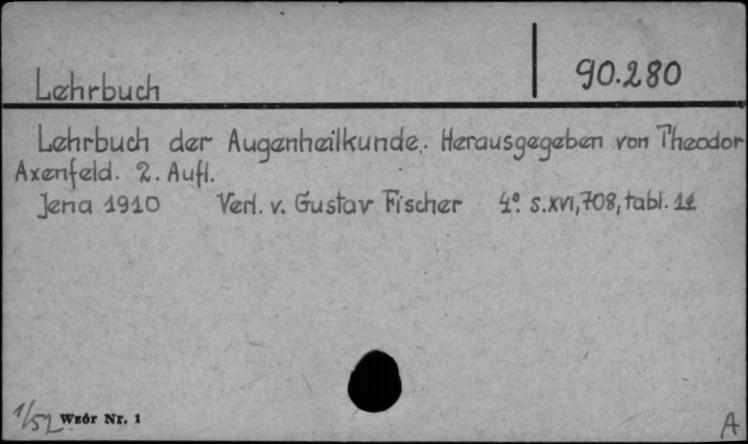 Lehrbuch
90.280
Lehrbuch der Augenheilkunde. Herausgegeben von Theodor
Axenfeld. 2. Aufl.
Jena 1910 Verl. v. Gustav Fischer 4°. s.XVI,708, tabl. 11
1/52 Wzór Nr. 1
A